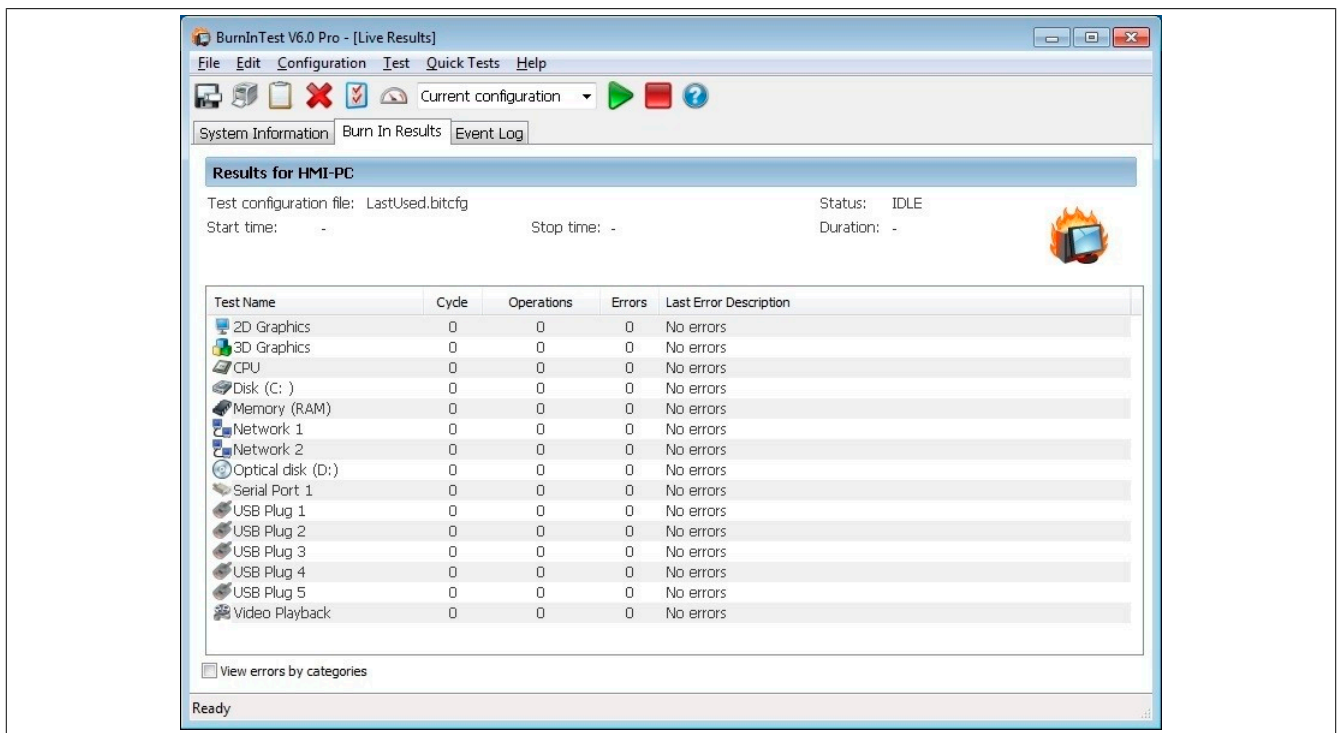 BurnInTest V6.0 Pro - [Live Results]
File Edit Configuration Test Quick Tests Help
Current configuration
System Information Burn In Results Event Log
Results for HMI-PC
Test configuration file: LastUsed.bitcfg Status: IDLE
Start time: - Stop time: - Duration: -
Test Name Cycle Operations Errors Last Error Description
2D Graphics 0 0 0 No errors
3D Graphics 0 0 0 No errors
CPU 0 0 0 No errors
Disk (C: ) 0 0 0 No errors
Memory (RAM) 0 0 0 No errors
Network 1 0 0 0 No errors
Network 2 0 0 0 No errors
Optical disk (D:) 0 0 0 No errors
Serial Port 1 0 0 0 No errors
USB Plug 1 0 0 0 No errors
USB Plug 2 0 0 0 No errors
USB Plug 3 0 0 0 No errors
USB Plug 4 0 0 0 No errors
USB Plug 5 0 0 0 No errors
Video Playback 0 0 0 No errors
View errors by categories
Ready